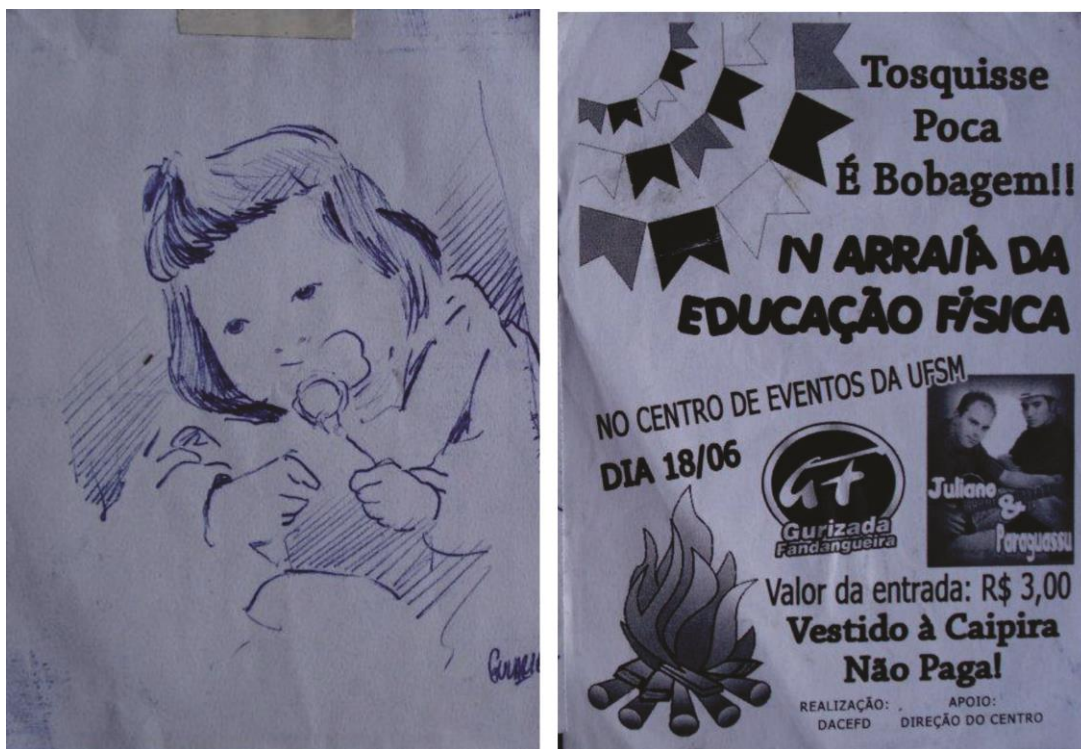 Tosquisse
Poca
É Bobagem!!
IV ARRAIÁ DA
EDUCAÇÃO FÍSICA
NO CENTRO DE EVENTOS DA UFSM
DIA 18/06
G+
Gurizada
Fandangueira
Juliano
&
Paraguassu
Valor da entrada: R$ 3,00
Vestido à Caipira
Não Paga!
REALIZAÇÃO: APOIO:
DACEFD DIREÇÃO DO CENTRO